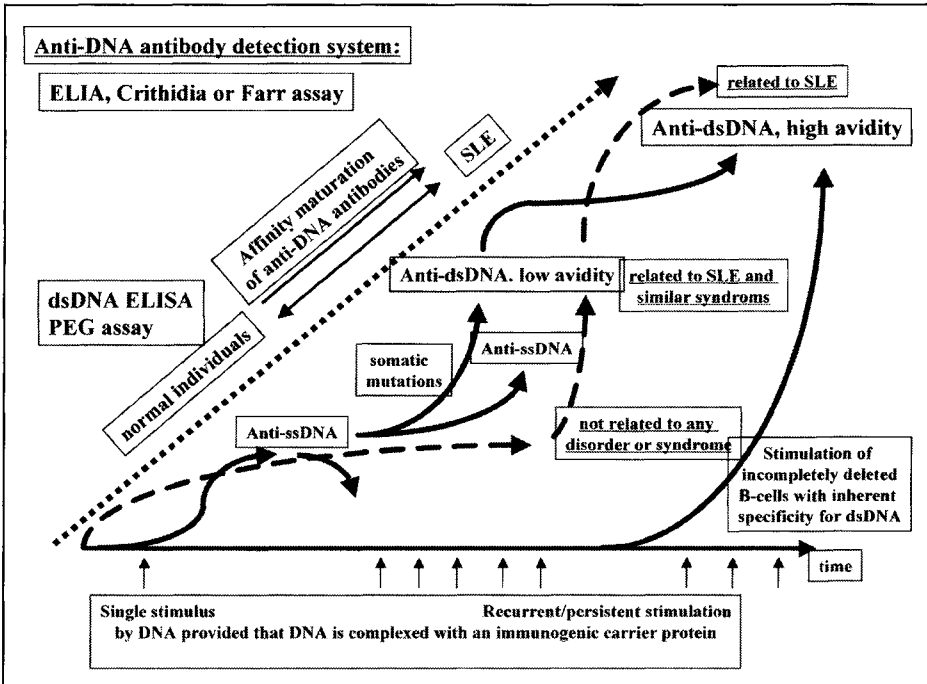 Anti-DNA antibody detection system:
ELIA, Crithidia or Farr assay
related to SLE
Anti-dsDNA, high avidity
SLE
Affinity maturation
of anti-DNA antibodies
Anti-dsDNA. low avidity
related to SLE and
similar syndroms
dsDNA ELISA
PEG assay
normal individuals
somatic
mutations
Anti-ssDNA
Anti-ssDNA
not related to any
disorder or syndrome
Stimulation of
incompletely deleted
B-cells with inherent
specificity for dsDNA
time
Single stimulus
Recurrent/persistent stimulation
by DNA provided that DNA is complexed with an immunogenic carrier protein